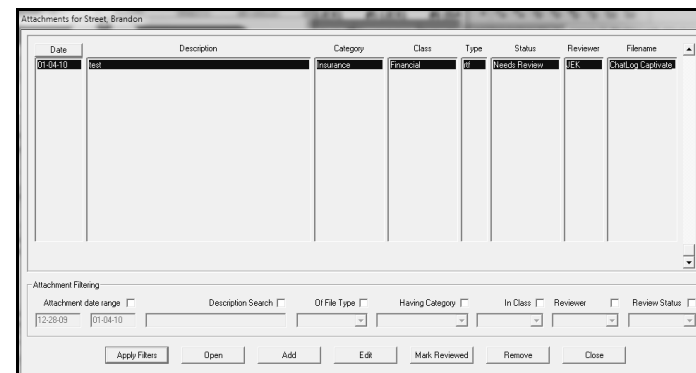 Attachments for Street, Brandon
Date Description Category Class Type Status Reviewer Filename
01-04-10 test Insurance Financial rtf Needs Review JEK ChatLog Captivate
Attachment Filtering
Attachment date range Description Search Of File Type Having Category In Class Reviewer Review Status
12-28-09 01-04-10
Apply Filters Open Add Edit Mark Reviewed Remove Close